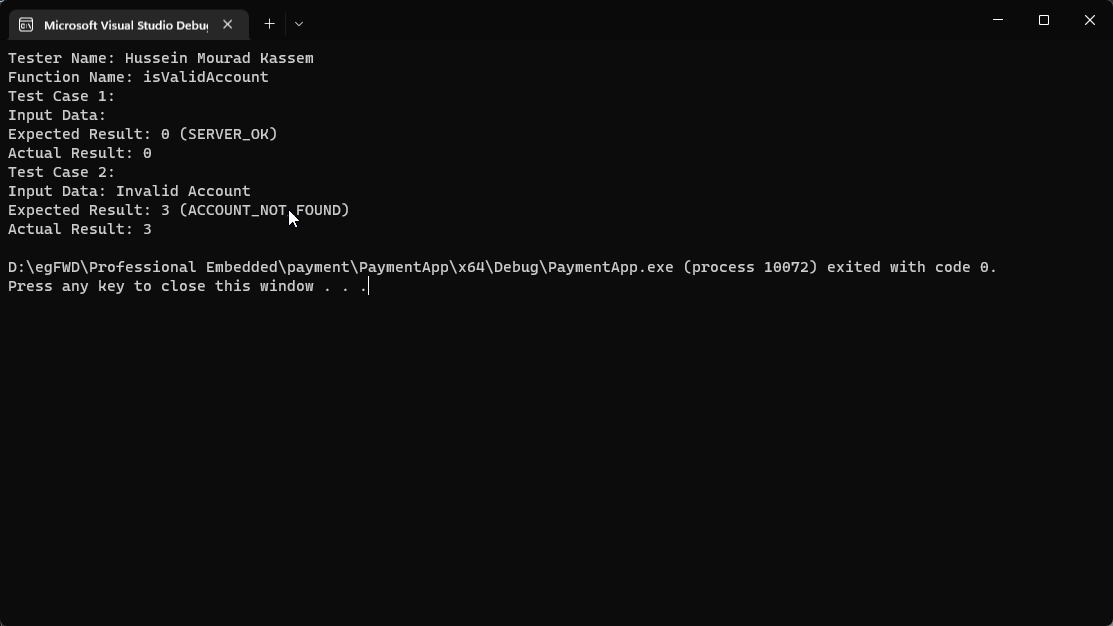 Microsoft Visual Studio Debug
Tester Name: Hussein Mourad Kassem
Function Name: isValidAccount
Test Case 1:
Input Data:
Expected Result: 0 (SERVER_OK)
Actual Result: 0
Test Case 2:
Input Data: Invalid Account
Expected Result: 3 (ACCOUNT_NOT_FOUND)
Actual Result: 3
D:\egFWD\Professional Embedded\payment\PaymentApp\x64\Debug\PaymentApp.exe (process 10072) exited with code 0.
Press any key to close this window . . .